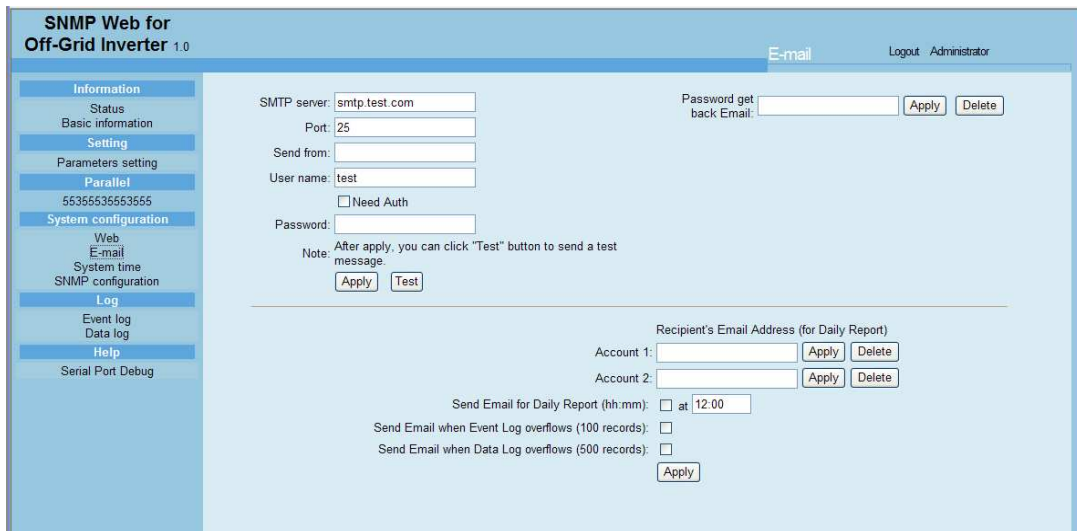 SNMP Web for
Off-Grid Inverter 1.0
E-mail
Logout Administrator
Information
Status
Basic information
Setting
Parameters setting
Parallel
55355535553555
System configuration
Web
E-mail
System time
SNMP configuration
Log
Event log
Data log
Help
Serial Port Debug
SMTP server: smtp.test.com
Port: 25
Send from:
User name: test
Need Auth
Password:
Note: After apply, you can click "Test" button to send a test
message.
Apply Test
Password get
back Email: Apply Delete
Recipient's Email Address (for Daily Report)
Account 1: Apply Delete
Account 2: Apply Delete
Send Email for Daily Report (hh:mm): at 12:00
Send Email when Event Log overflows (100 records):
Send Email when Data Log overflows (500 records):
Apply